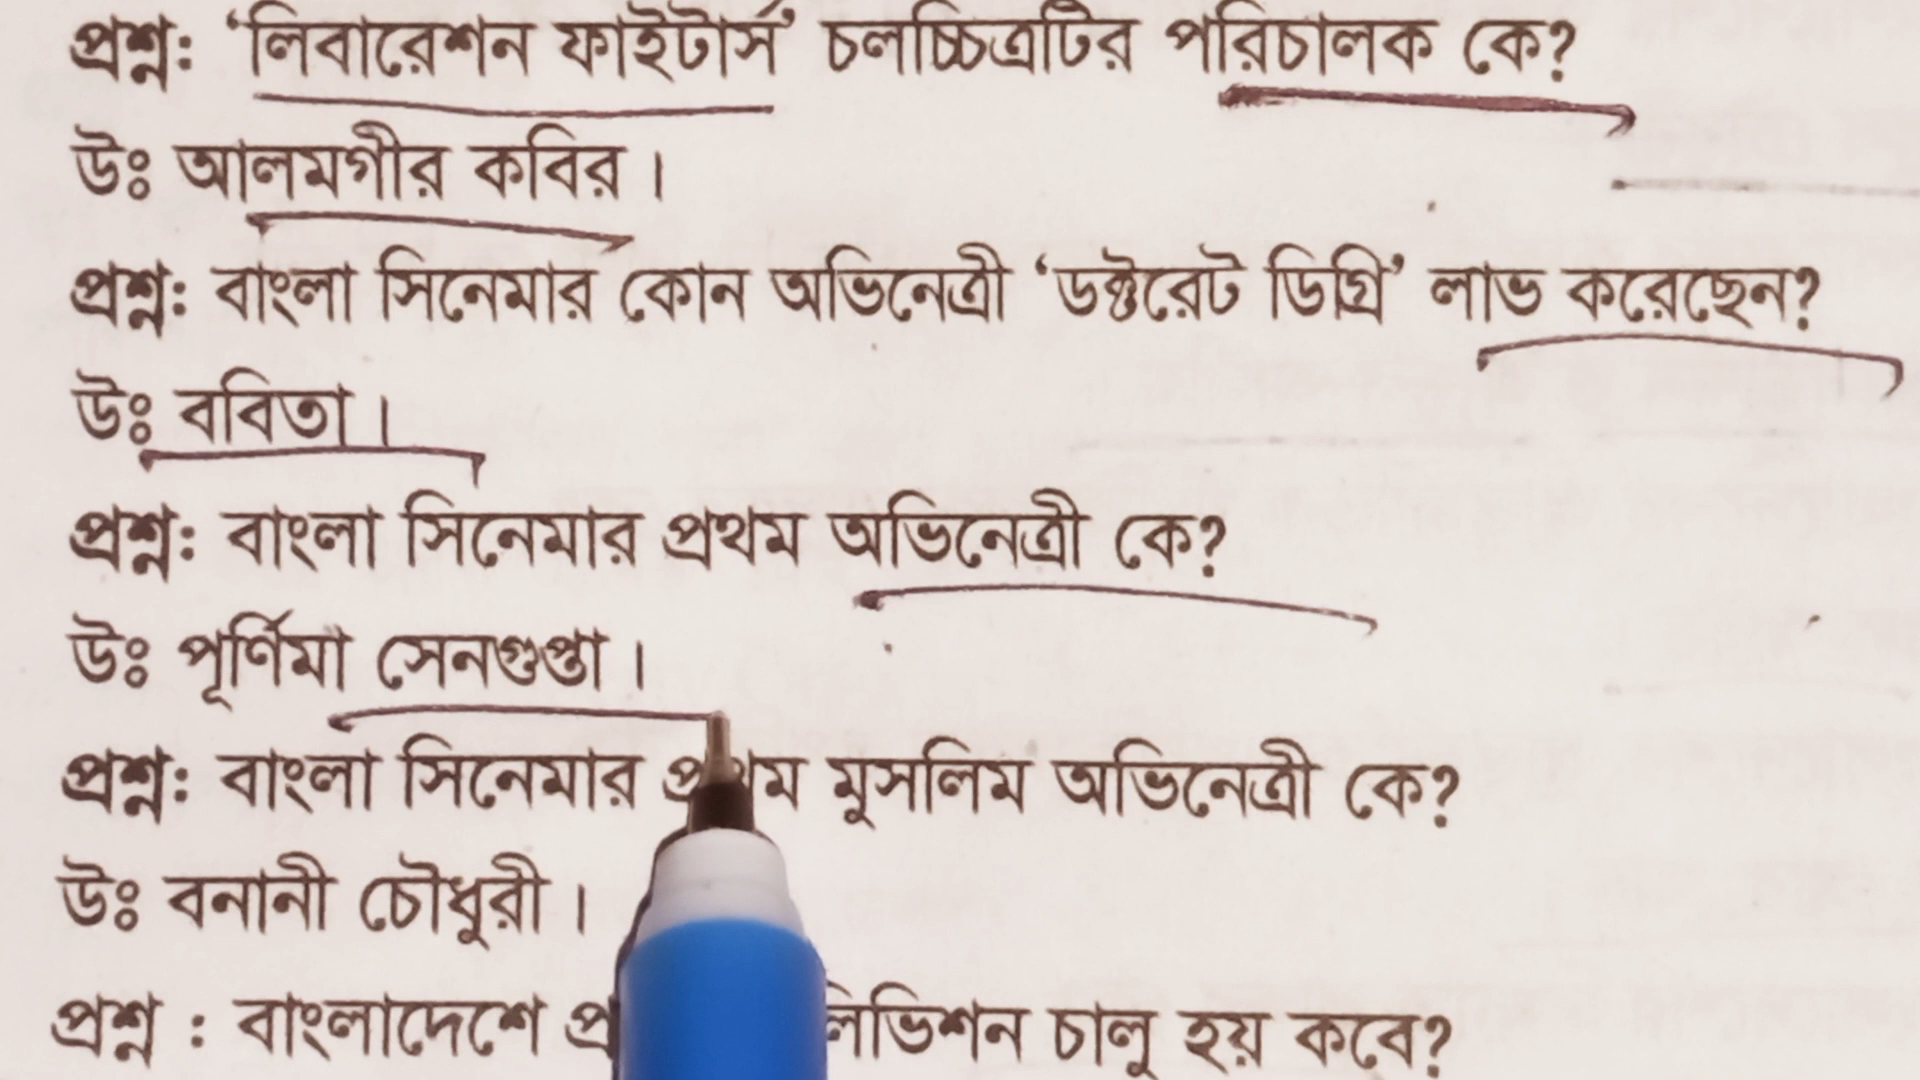 প্রশ্ন: ‘লিবারেশন ফাইটার্স’ চলচ্চিত্রটির পরিচালক কে?
উঃ আলমগীর কবির।
প্রশ্ন: বাংলা সিনেমার কোন অভিনেত্রী ‘ডক্টরেট ডিগ্রি’ লাভ করেছেন?
উঃ ববিতা।
প্রশ্ন: বাংলা সিনেমার প্রথম অভিনেত্রী কে?
উঃ পূর্ণিমা সেনগুপ্তা।
প্রশ্ন: বাংলা সিনেমার প্রথম মুসলিম অভিনেত্রী কে?
উঃ বনানী চৌধুরী।
প্রশ্ন : বাংলাদেশে চালু হয় কবে?